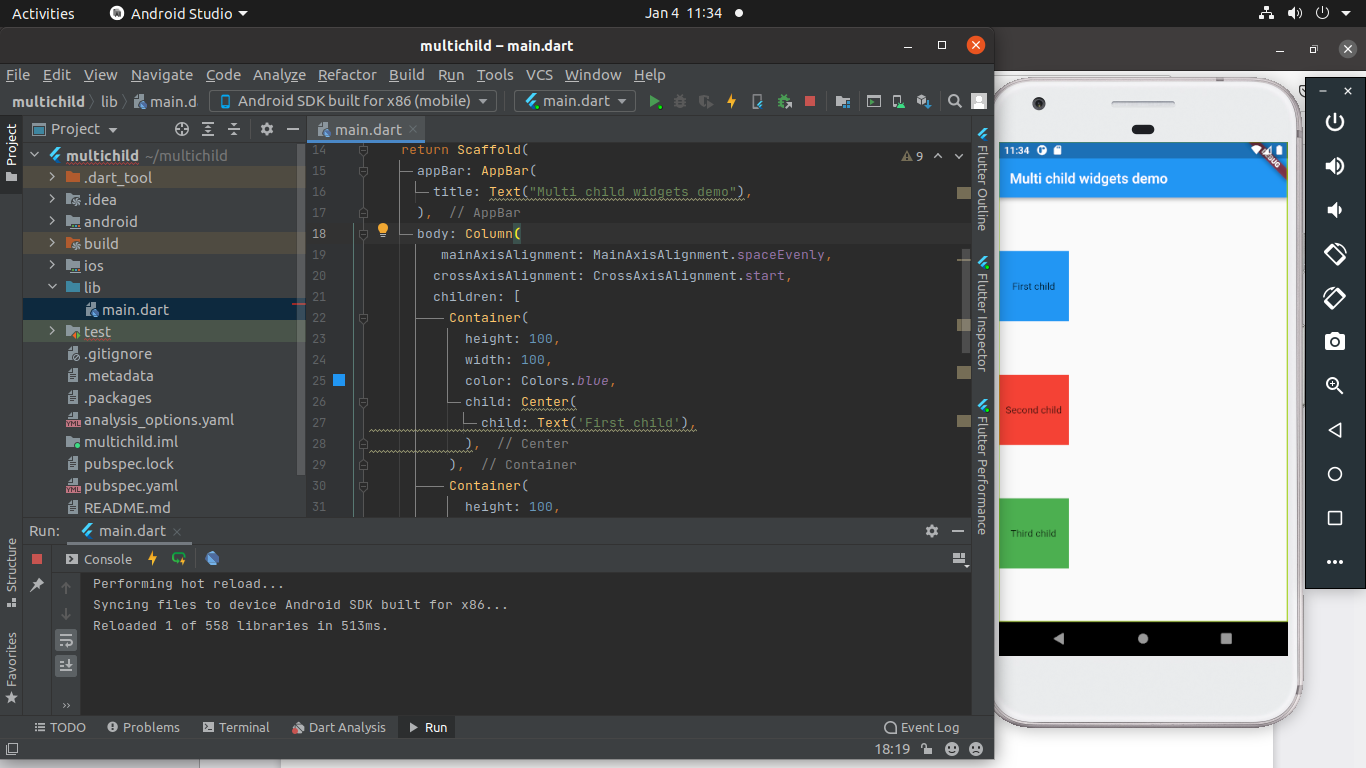 Activities Android Studio Jan 4 11:34
multichild – main.dart
File Edit View Navigate Code Analyze Refactor Build Run Tools VCS Window Help
multichild lib main.d Android SDK built for x86 (mobile) main.dart
Project
main.dart
Project
multichild ~/multichild
.dart_tool
.idea
android
build
ios
lib
main.dart
test
.gitignore
.metadata
.packages
analysis_options.yaml
multichild.iml
pubspec.lock
pubspec.yaml
README.md
9
14 return Scaffold(
15 appBar: AppBar(
16 title: Text("Multi child widgets demo"),
17 ), // AppBar
18 body: Column(
19 mainAxisAlignment: MainAxisAlignment.spaceEvenly,
20 crossAxisAlignment: CrossAxisAlignment.start,
21 children: [
22 Container(
23 height: 100,
24 width: 100,
25 color: Colors.blue,
26 child: Center(
27 child: Text('First child'),
28 ), // Center
29 ), // Container
30 Container(
31 height: 100,
Flutter Outline
Flutter Inspector
Flutter Performance
Structure
Favorites
Run: main.dart
Console
Performing hot reload...
Syncing files to device Android SDK built for x86...
Reloaded 1 of 558 libraries in 513ms.
TODO Problems Terminal Dart Analysis Run Event Log
18:19
11:34
DEBUG
Multi child widgets demo
First child
Second child
Third child